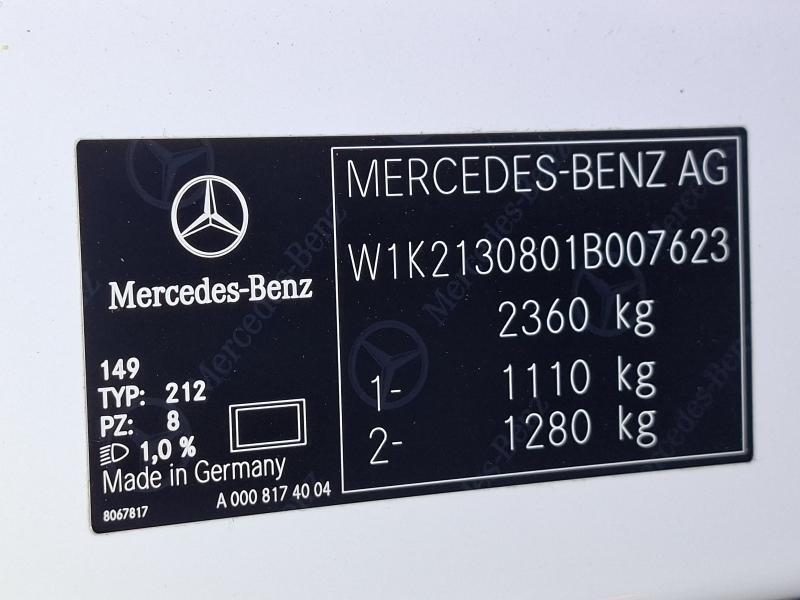 Mercedes-Benz
149
TYP: 212
PZ: 8
1,0 %
Made in Germany
8067817
A 000 817 40 04
MERCEDES-BENZ AG
W1K2130801B007623
2360 kg
1- 1110 kg
2- 1280 kg